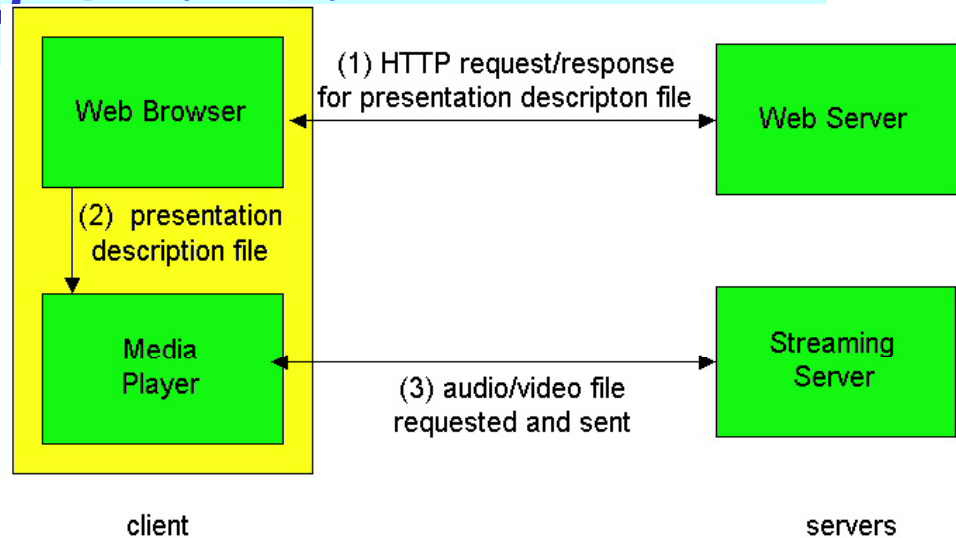 Web Browser
(1) HTTP request/response
for presentation descripton file
Web Server
(2) presentation
description file
Media
Player
(3) audio/video file
requested and sent
Streaming
Server
client
servers